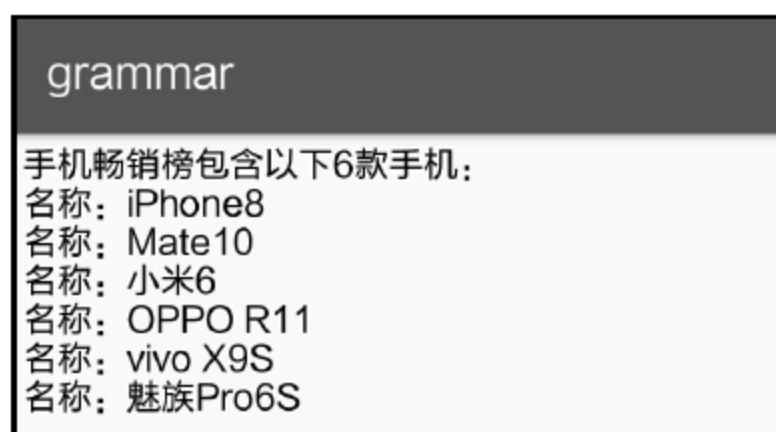 grammar
手机畅销榜包含以下6款手机：
名称：iPhone8
名称：Mate10
名称：小米6
名称：OPPO R11
名称：vivo X9S
名称：魅族Pro6S